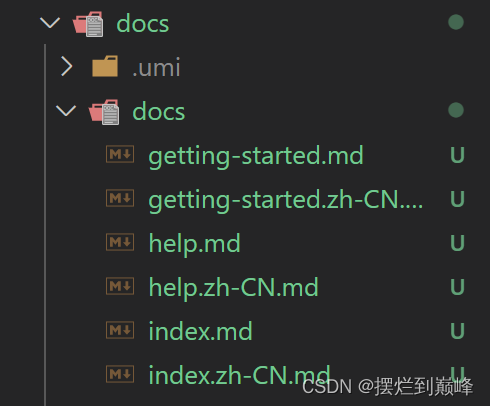 docs
.umi
docs
M↓ getting-started.md U
M↓ getting-started.zh-CN.... U
M↓ help.md U
M↓ help.zh-CN.md U
M↓ index.md U
M↓ index.zh-CN.md U
CSDN @摆烂到巅峰